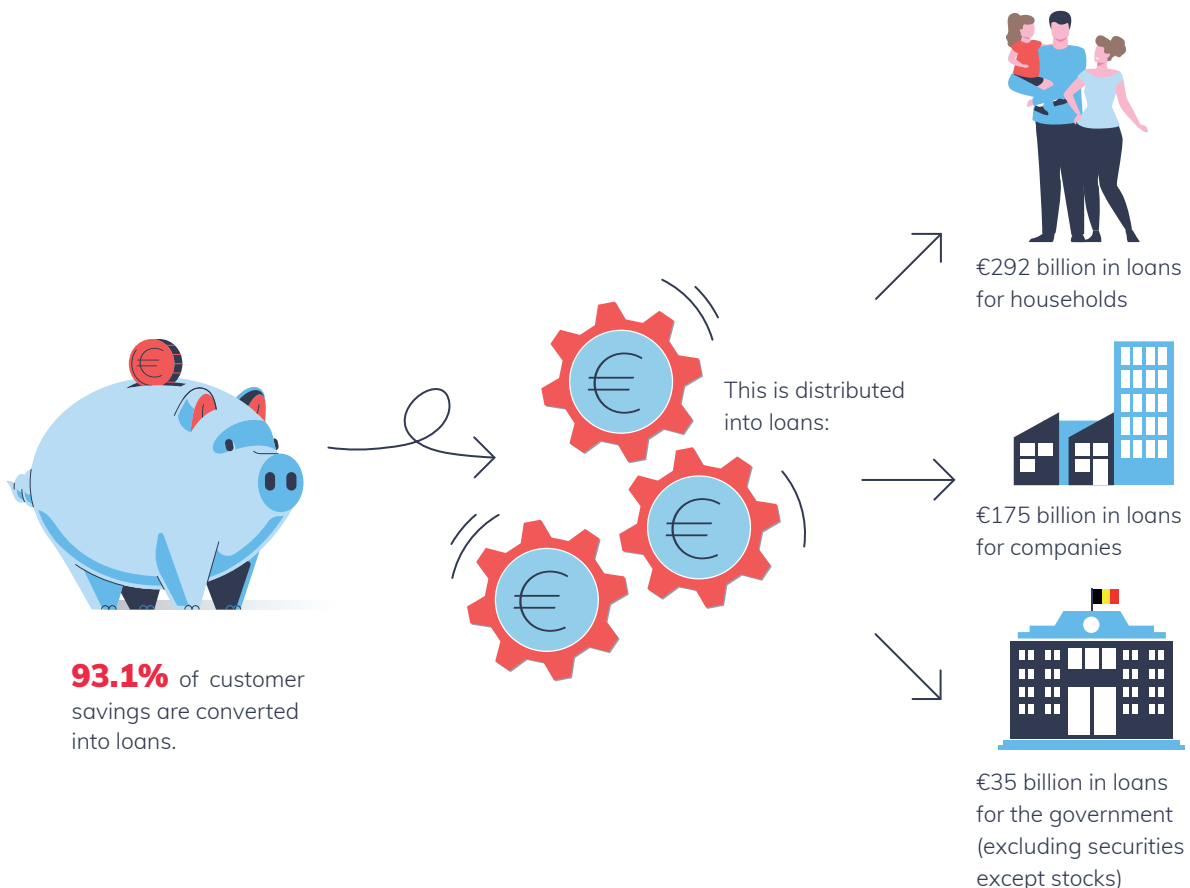 93.1% of customer
savings are converted
into loans.
This is distributed
into loans:
€292 billion in loans
for households
€175 billion in loans
for companies
€35 billion in loans
for the government
(excluding securities
except stocks)